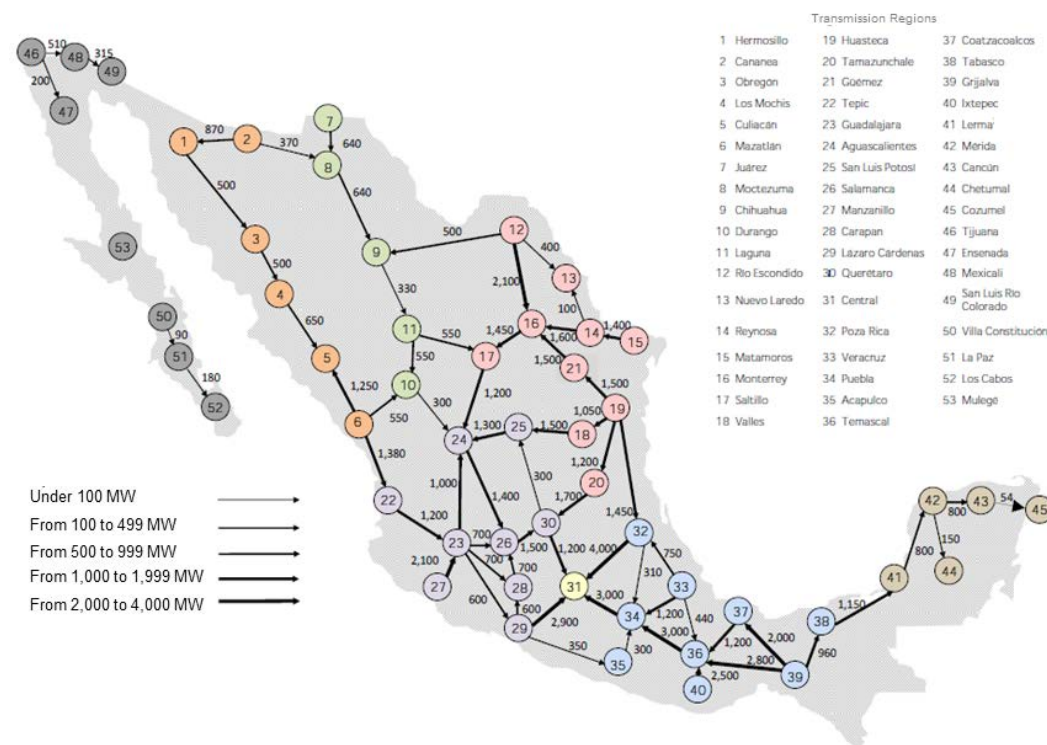 Transmission Regions
1 Hermosillo 19 Huasteca 37 Coatzacoalcos
2 Cananea 20 Tamazunchale 38 Tabasco
3 Obregón 21 Güémez 39 Grijalva
4 Los Mochis 22 Tepic 40 Ixtepec
5 Culiacán 23 Guadalajara 41 Lerma
6 Mazatlán 24 Aguascalientes 42 Mérida
7 Juárez 25 San Luis Potosí 43 Cancún
8 Moctezuma 26 Salamanca 44 Chetumal
9 Chihuahua 27 Manzanillo 45 Cozumel
10 Durango 28 Carapan 46 Tijuana
11 Laguna 29 Lázaro Cárdenas 47 Ensenada
12 Río Escondido 30 Querétaro 48 Mexicali
13 Nuevo Laredo 31 Central 49 San Luis Río
Colorado
14 Reynosa 32 Poza Rica 50 Villa Constitución
15 Matamoros 33 Veracruz 51 La Paz
16 Monterrey 34 Puebla 52 Los Cabos
17 Saltillo 35 Acapulco 53 Mulegé
18 Valles 36 Temascal
46 510 48 315 49
200
47
7
1 870 2 370 640
8
500 640
3 12
53 500 9 500 400
13
4 330 2,100
50 100
90 650 11 550 1,450 16 1,600 14 1,400 15
51 5 550 17 1,500 21
180 10 1,500
52 1,250 550 300 1,200 19
6 1,050
1,380 24 1,300 25 1,500 18
1,200
22 1,000 1,400 300 20
1,200 1,700 1,450
23 700 26 1,500 30 32
700 700 1,200 4,000 750
2,100 27 28 31 310 33
600 600 3,000 1,200 440
29 2,900 34 37
350 300 3,000 1,200 2,000
35 36 2,800
40 2,500 39 960
38 1,150 41
800 42 800 43 54 45
150
44
Under 100 MW
From 100 to 499 MW
From 500 to 999 MW
From 1,000 to 1,999 MW
From 2,000 to 4,000 MW